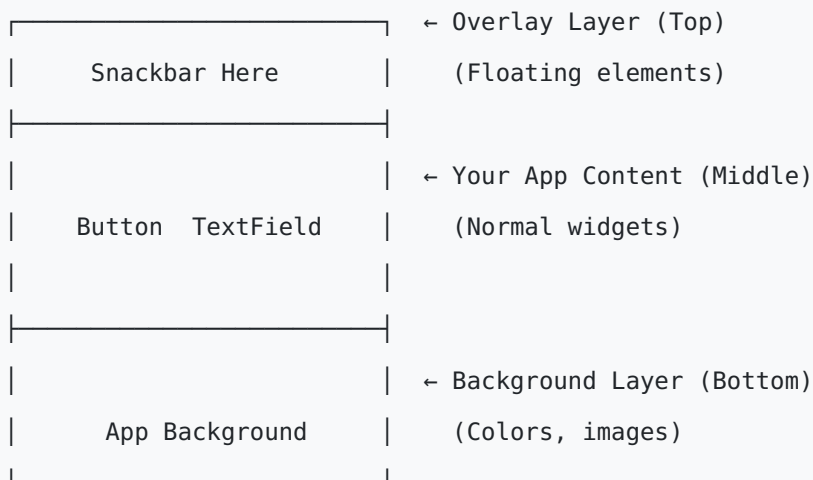 ← Overlay Layer (Top)
Snackbar Here (Floating elements)
← Your App Content (Middle)
Button TextField (Normal widgets)
← Background Layer (Bottom)
App Background (Colors, images)